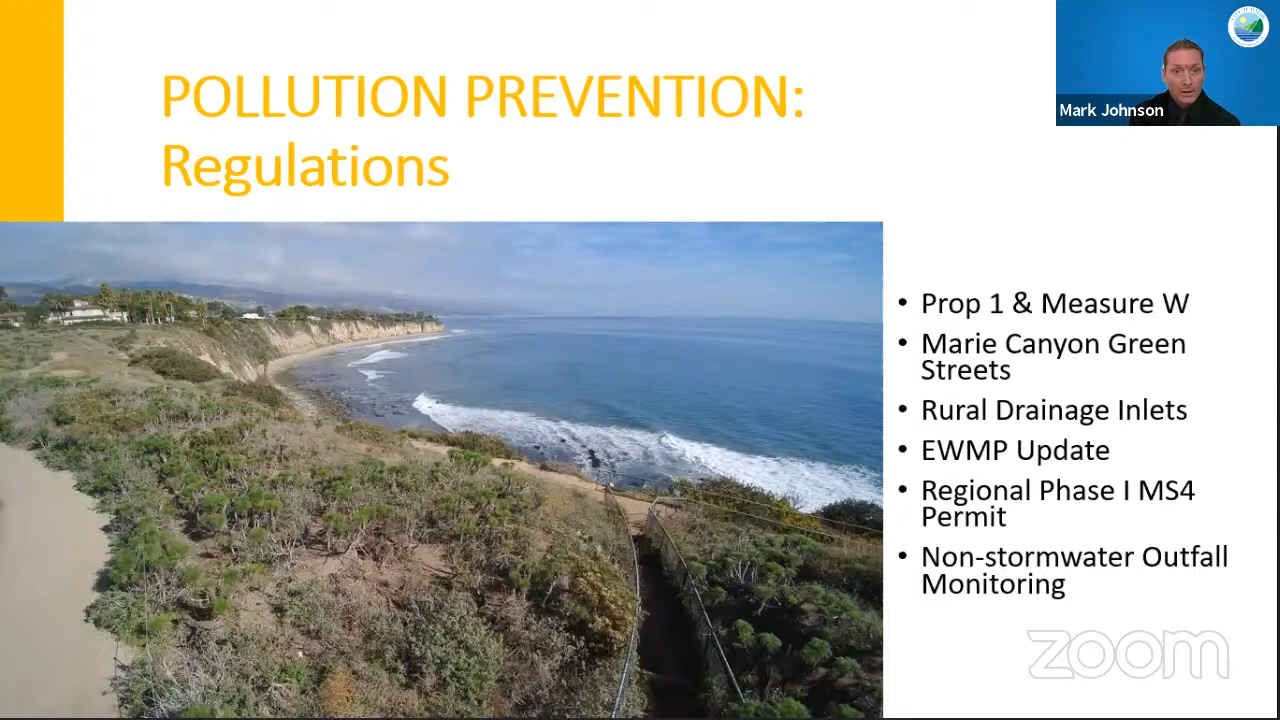 POLLUTION PREVENTION:
Regulations
Mark Johnson
• Prop 1 & Measure W
• Marie Canyon Green
Streets
• Rural Drainage Inlets
• EWMP Update
• Regional Phase I MS4
Permit
• Non-stormwater Outfall
Monitoring
zoom